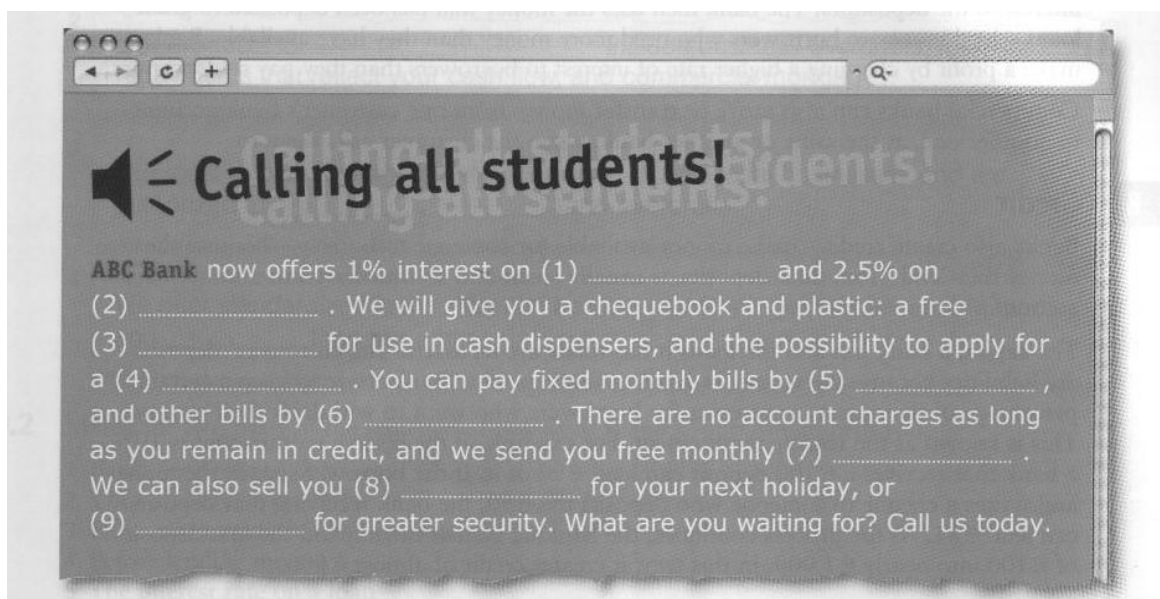 Calling all students!
ABC Bank now offers 1% interest on (1) .................... and 2.5% on
(2) .................... . We will give you a chequebook and plastic: a free
(3) .................... for use in cash dispensers, and the possibility to apply for
a (4) .................... . You can pay fixed monthly bills by (5) .................... ,
and other bills by (6) .................... . There are no account charges as long
as you remain in credit, and we send you free monthly (7) .................... .
We can also sell you (8) .................... for your next holiday, or
(9) .................... for greater security. What are you waiting for? Call us today.